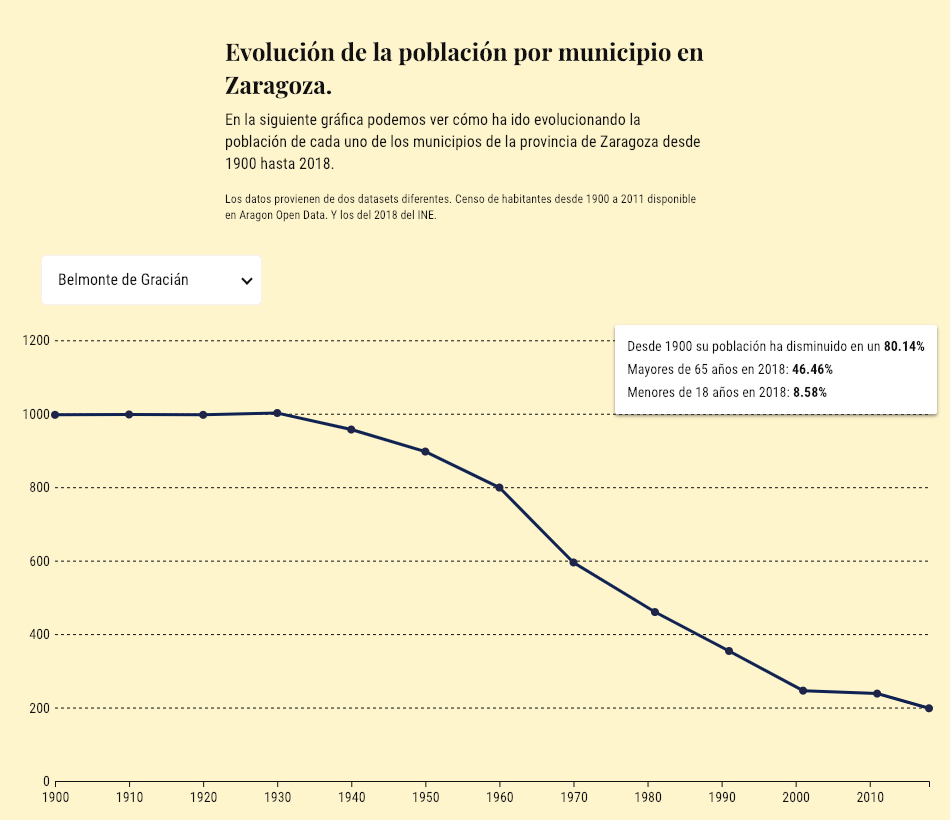 Evolución de la población por municipio en
Zaragoza.
En la siguiente gráfica podemos ver cómo ha ido evolucionando la
población de cada uno de los municipios de la provincia de Zaragoza desde
1900 hasta 2018.
Los datos provienen de dos datasets diferentes. Censo de habitantes desde 1900 a 2011 disponible
en Aragon Open Data. Y los del 2018 del INE.
Belmonte de Gracián
Desde 1900 su población ha disminuido en un 80.14%
Mayores de 65 años en 2018: 46.46%
Menores de 18 años en 2018: 8.58%
1200
1000
800
600
400
200
0
1900 1910 1920 1930 1940 1950 1960 1970 1980 1990 2000 2010